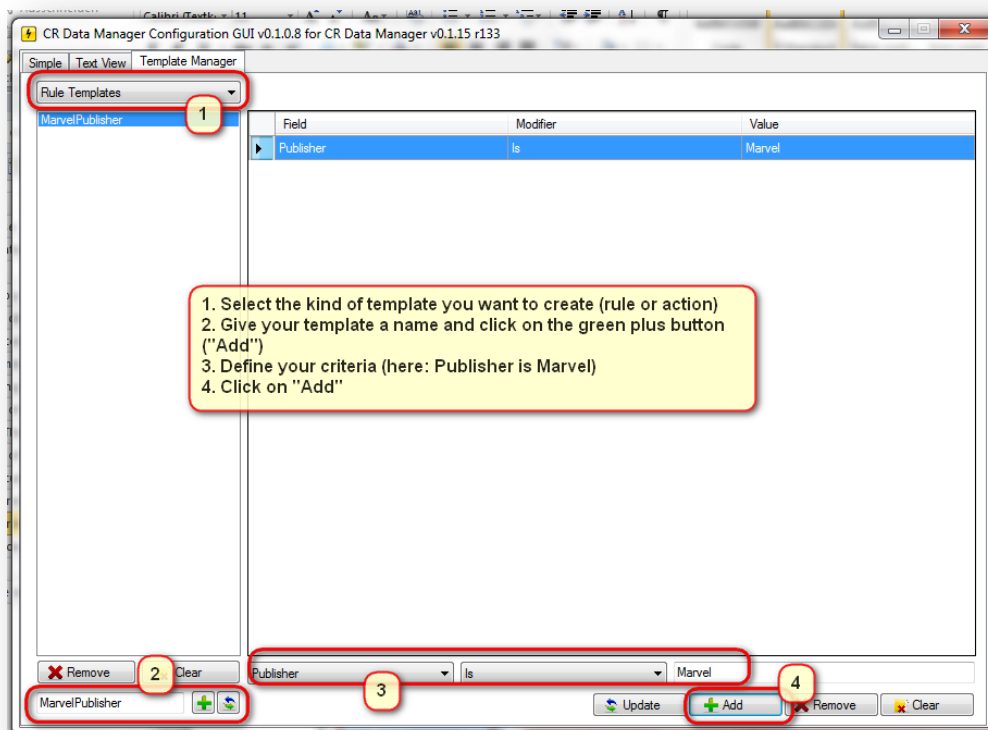 Ausschneiden
Calibri (Textk 11
CR Data Manager Configuration GUI v0.1.0.8 for CR Data Manager v0.1.15 r133
Simple Text View Template Manager
Rule Templates
1
MarvelPublisher
Field Modifier Value
Publisher Is Marvel
1. Select the kind of template you want to create (rule or action)
2. Give your template a name and click on the green plus button
("Add")
3. Define your criteria (here: Publisher is Marvel)
4. Click on "Add"
Remove 2 Clear
Publisher Is Marvel
3
4
MarvelPublisher
Update Add Remove Clear